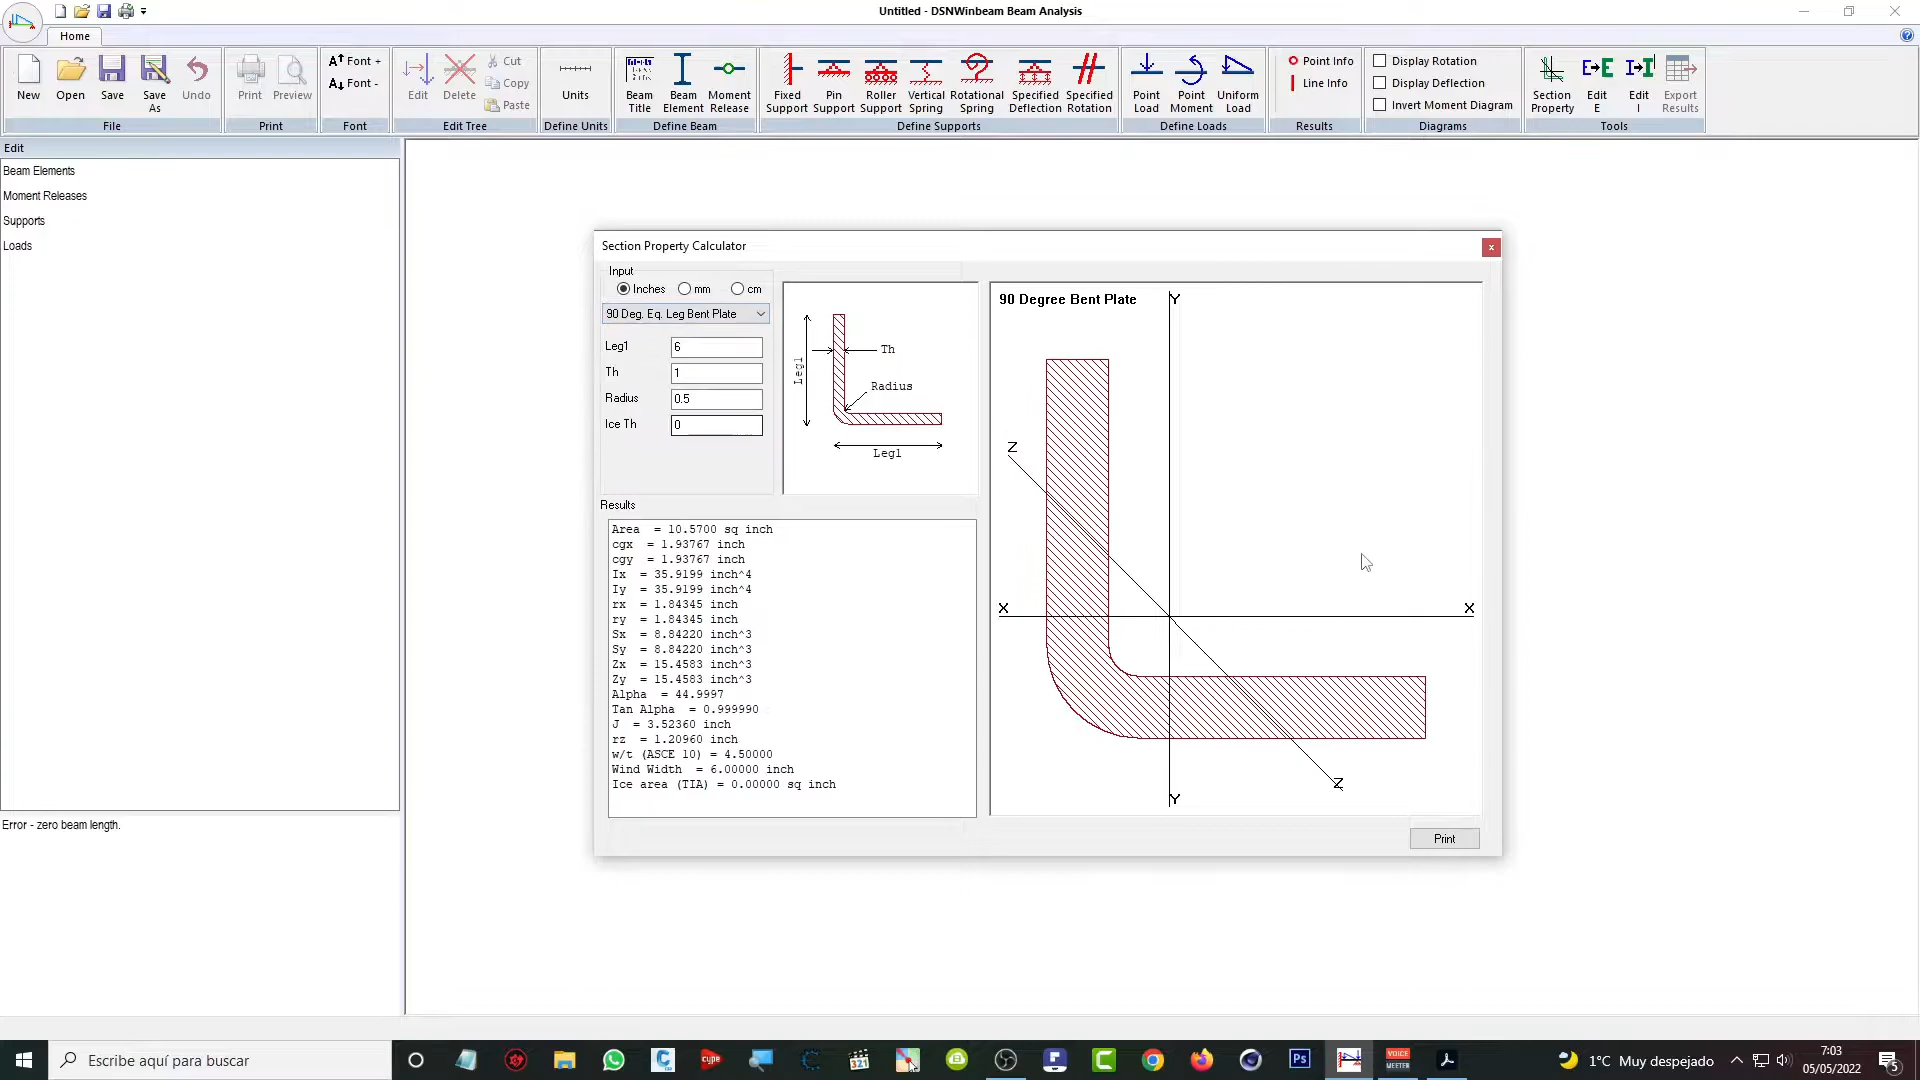 Untitled - DSNWinbeam Beam Analysis
Home
New
Open
Save
Save As
Undo
File
Print
Preview
Print
Font +
Font -
Font
Edit
Delete
Cut
Copy
Paste
Edit Tree
Units
Define Units
Beam Title
Beam Element
Moment Release
Define Beam
Fixed Support
Pin Support
Roller Support
Vertical Spring
Rotational Spring
Specified Deflection
Specified Rotation
Define Supports
Point Load
Point Moment
Uniform Load
Define Loads
Point Info
Line Info
Results
Display Rotation
Display Deflection
Invert Moment Diagram
Diagrams
Section Property
Edit E
Edit I
Export Results
Tools
Edit
Beam Elements
Moment Releases
Supports
Loads
Error - zero beam length.
Section Property Calculator
Input
Inches
mm
cm
90 Deg. Eq. Leg Bent Plate
Leg1 6
Th 1
Radius 0.5
Ice Th 0
Leg1
Th
Radius
Leg1
Results
Area = 10.5700 sq inch
cgx = 1.93767 inch
cgy = 1.93767 inch
Ix = 35.9199 inch^4
Iy = 35.9199 inch^4
rx = 1.84345 inch
ry = 1.84345 inch
Sx = 8.84220 inch^3
Sy = 8.84220 inch^3
Zx = 15.4583 inch^3
Zy = 15.4583 inch^3
Alpha = 44.9997
Tan Alpha = 0.999990
J = 3.52360 inch
rz = 1.20960 inch
w/t (ASCE 10) = 4.50000
Wind Width = 6.00000 inch
Ice area (TIA) = 0.00000 sq inch
90 Degree Bent Plate
Y
Z
X
X
Z
Y
Print
Escribe aquí para buscar
cype
321
Ps
VOICE MEETER
1°C Muy despejado
7:03
05/05/2022
5